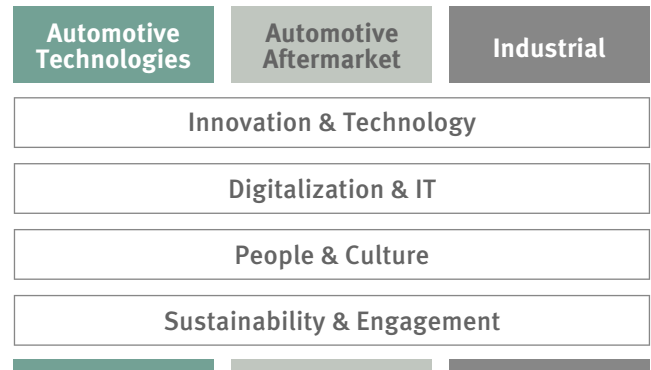 Automotive
Technologies
Automotive
Aftermarket
Industrial
Innovation & Technology
Digitalization & IT
People & Culture
Sustainability & Engagement